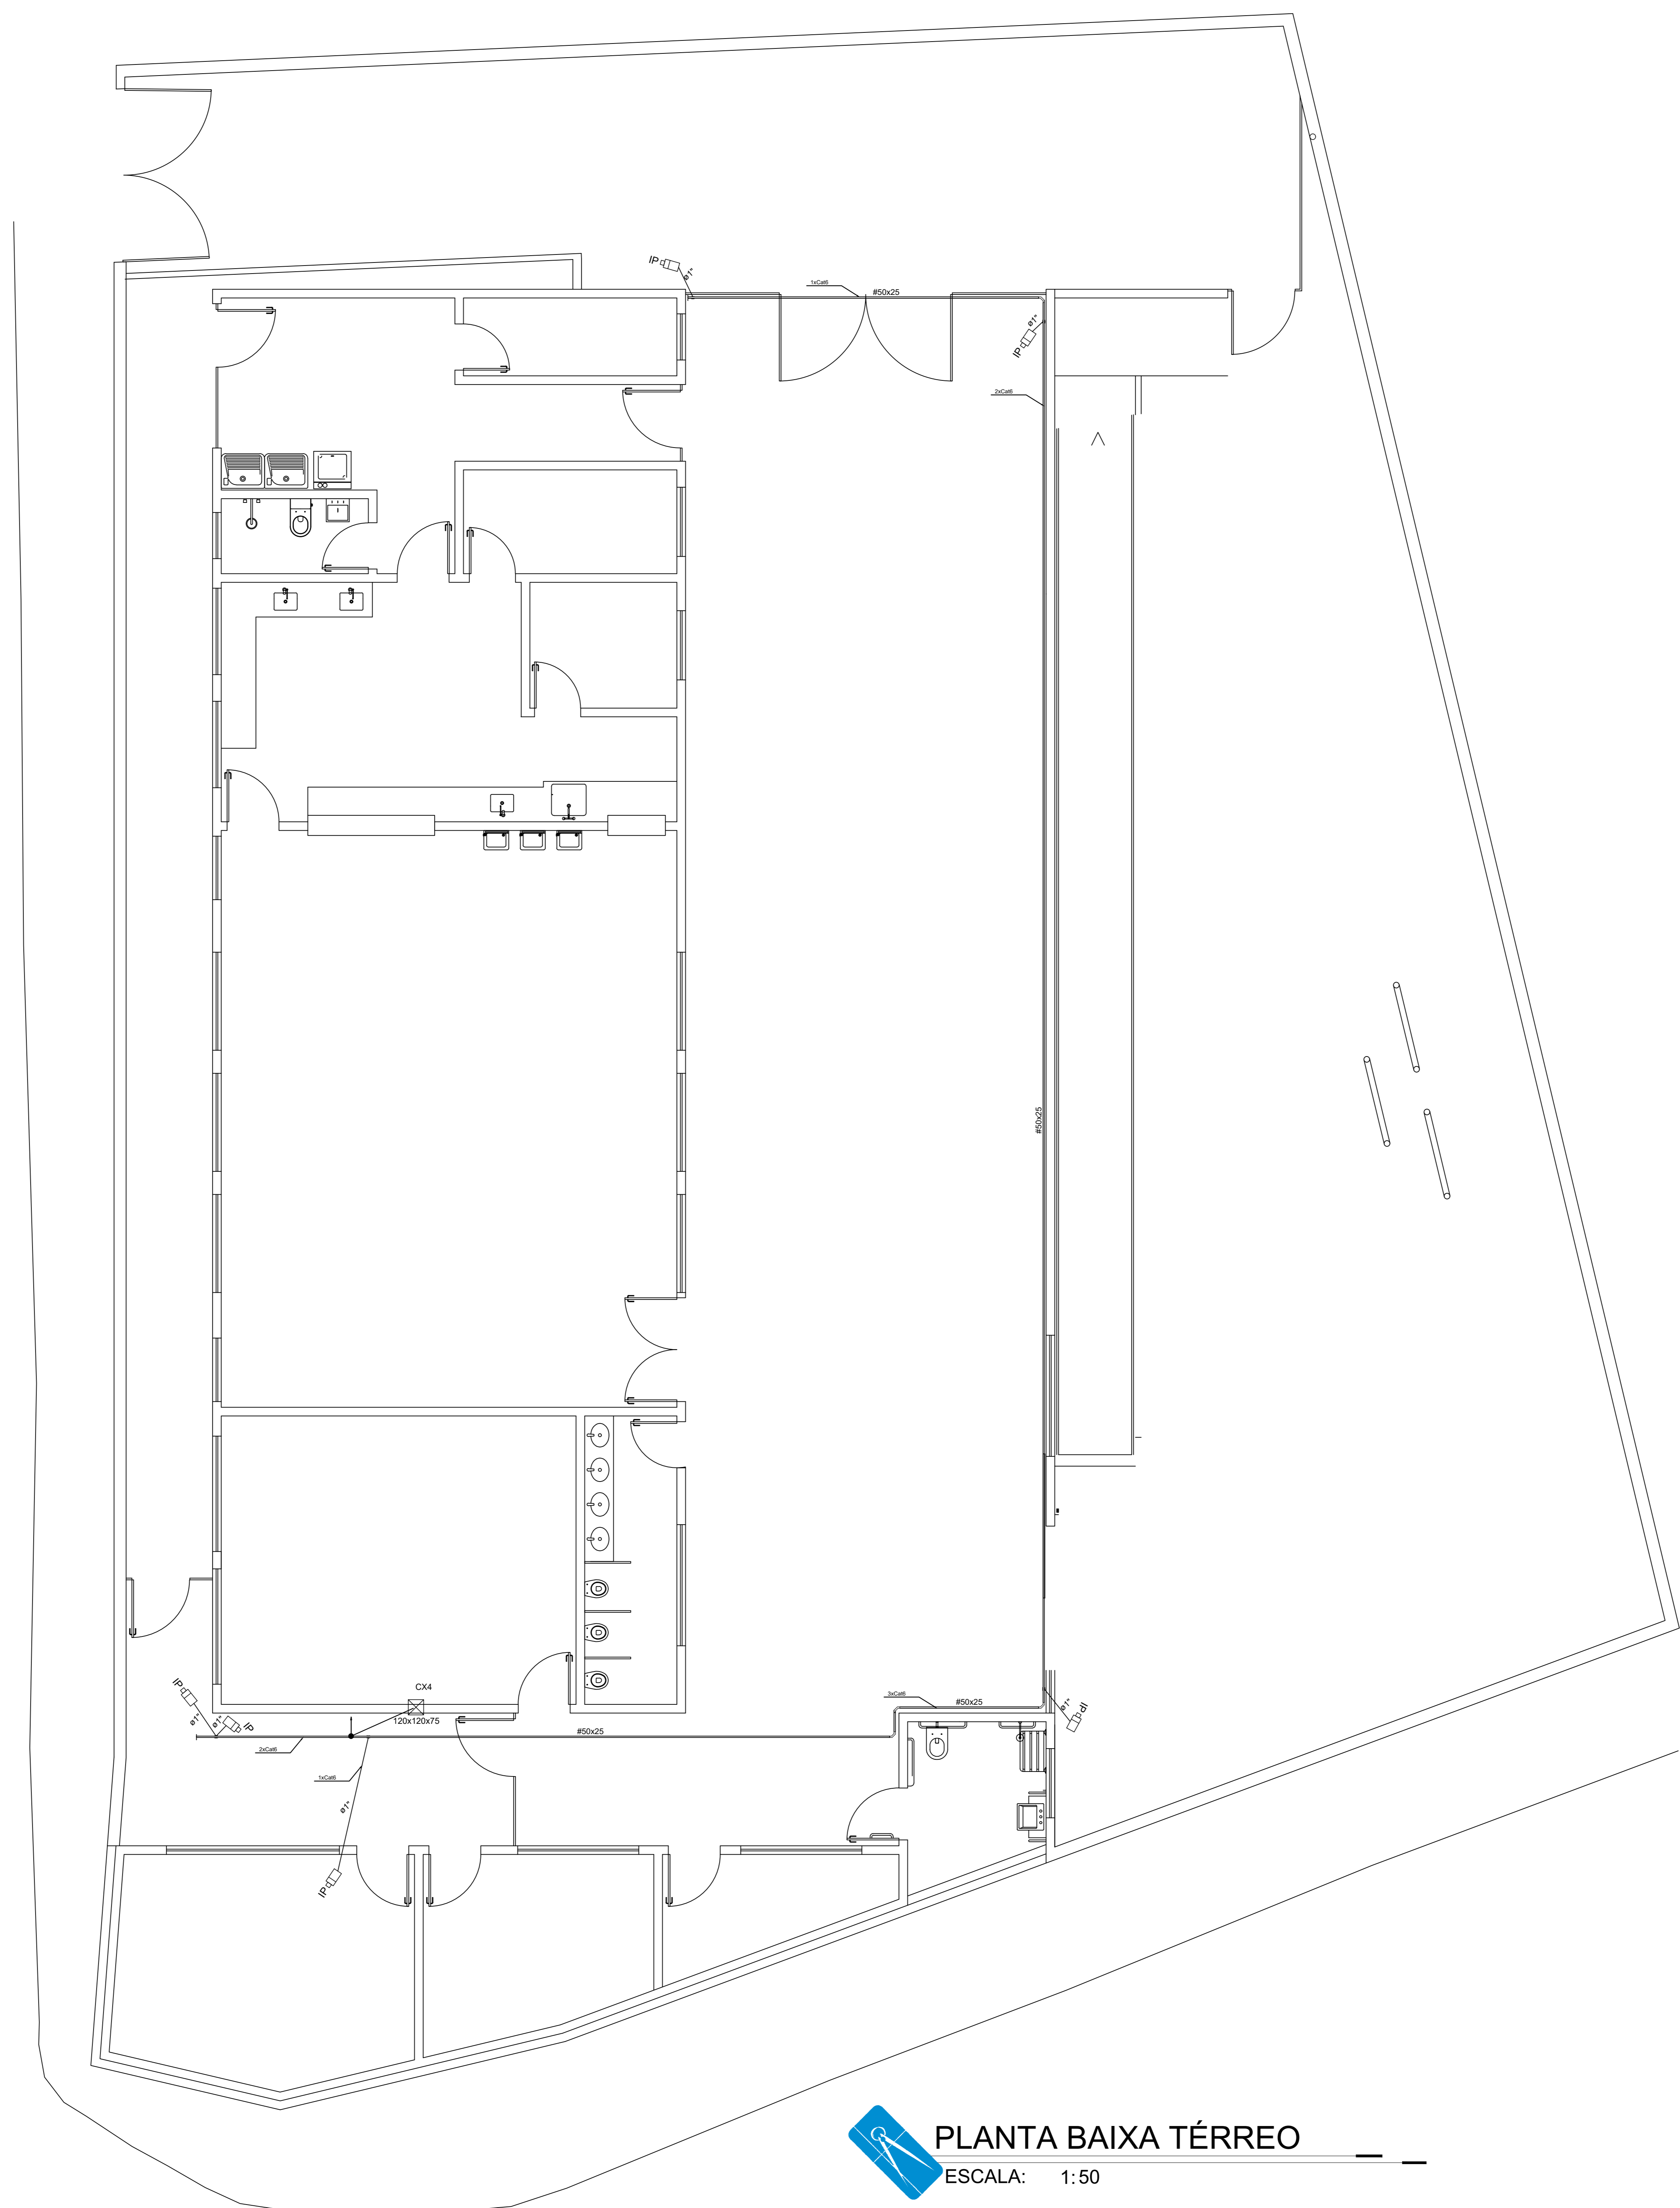 IP
ø1"
1xCat6
#50x25
ø1"
IP
2xCat6
#50x25
CX4
120x120x75
IP
ø1"
ø1"
IP
2xCat6
#50x25
3xCat6
#50x25
ø1"
IP
1xCat6
ø1"
IP
PLANTA BAIXA TÉRREO
ESCALA: 1:50